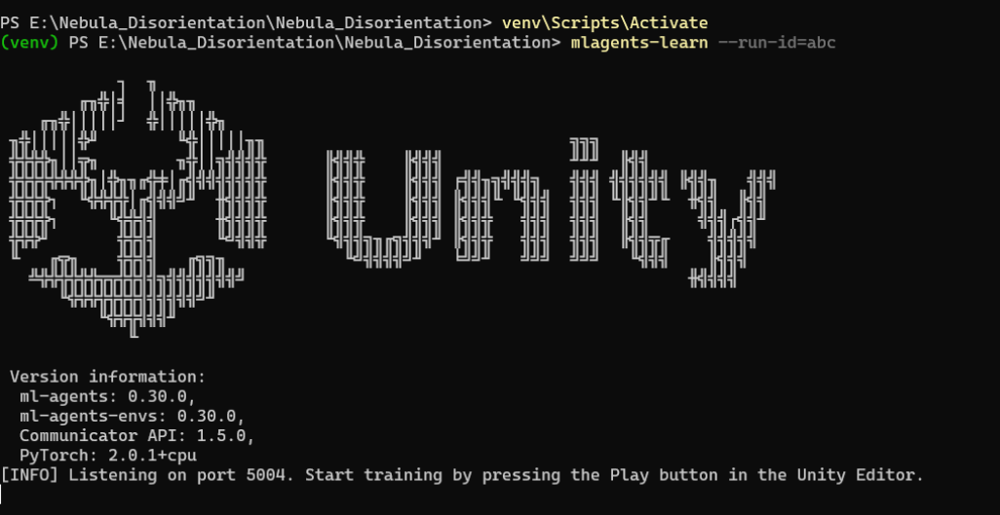 PS E:\Nebula_Disorientation\Nebula_Disorientation> venv\Scripts\Activate
(venv) PS E:\Nebula_Disorientation\Nebula_Disorientation> mlagents-learn --run-id=abc
Unity
Version information:
ml-agents: 0.30.0,
ml-agents-envs: 0.30.0,
Communicator API: 1.5.0,
PyTorch: 2.0.1+cpu
[INFO] Listening on port 5004. Start training by pressing the Play button in the Unity Editor.